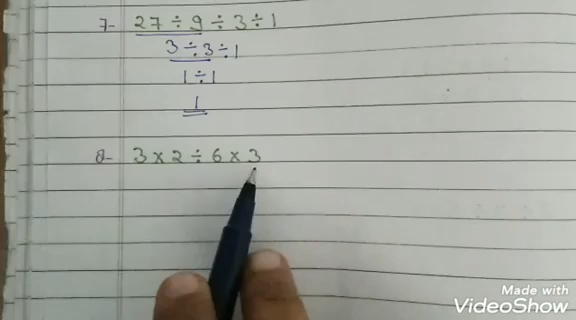 7- 27 ÷ 9 ÷ 3 ÷ 1
3 ÷ 3 ÷ 1
1 ÷ 1
1
8- 3 × 2 ÷ 6 × 3
Made with
VideoShow